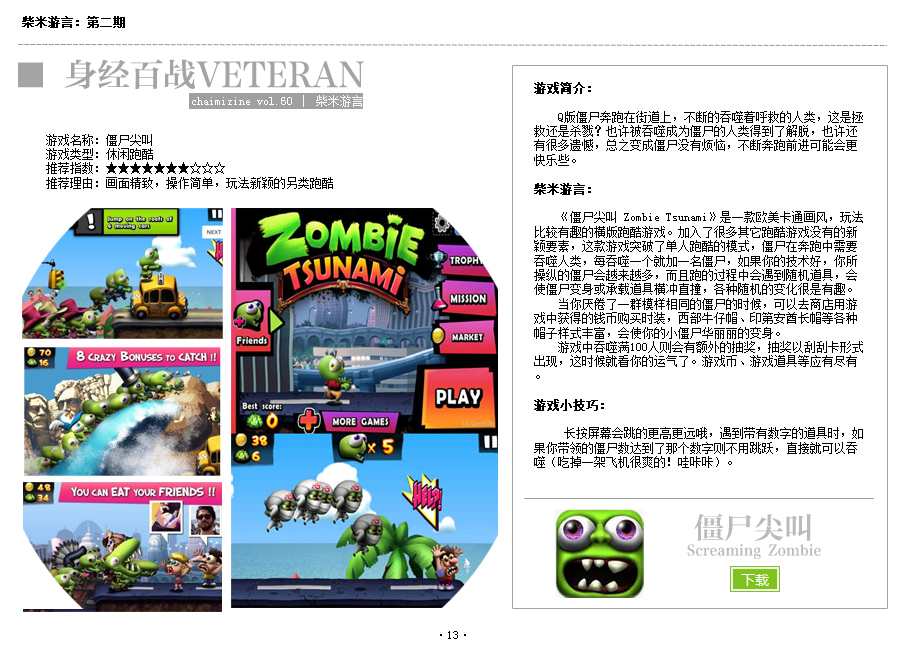 柴米游言：第二期
身经百战VETERAN
chaimizine vol.60 | 柴米游言
游戏名称：僵尸尖叫
游戏类型：休闲跑酷
推荐指数：★★★★★★★☆☆☆
推荐理由：画面精致，操作简单，玩法新颖的另类跑酷
!
Jump on the roofs of
6 moving cars
NEXT
70
16
8 CRAZY BONUSES TO CATCH !!
48
34
YOU CAN EAT YOUR FRIENDS !!
ZOMBIE
TSUNAMI
TROPH
MISSION
MARKET
Friends
PLAY
Best score:
0
MORE GAMES
38
6
x 5
HELP!
游戏简介：
Q版僵尸奔跑在街道上，不断的吞噬着呼救的人类，这是拯
救还是杀戮？也许被吞噬成为僵尸的人类得到了解脱，也许还
有很多遗憾，总之变成僵尸没有烦恼，不断奔跑前进可能会更
快乐些。
柴米游言：
《僵尸尖叫 Zombie Tsunami》是一款欧美卡通画风，玩法
比较有趣的横版跑酷游戏。加入了很多其它跑酷游戏没有的新
颖要素，这款游戏突破了单人跑酷的模式，僵尸在奔跑中需要
吞噬人类，每吞噬一个就加一名僵尸，如果你的技术好，你所
操纵的僵尸会越来越多，而且跑的过程中会遇到随机道具，会
使僵尸变身或承载道具横冲直撞，各种随机的变化很是有趣。
当你厌倦了一群模样相同的僵尸的时候，可以去商店用游
戏中获得的钱币购买时装，西部牛仔帽、印第安酋长帽等各种
帽子样式丰富，会使你的小僵尸华丽丽的变身。
游戏中吞噬满100人则会有额外的抽奖，抽奖以刮刮卡形式
出现，这时候就看你的运气了。游戏币、游戏道具等应有尽有
。
游戏小技巧：
长按屏幕会跳的更高更远哦，遇到带有数字的道具时，如
果你带领的僵尸数达到了那个数字则不用跳跃，直接就可以吞
噬（吃掉一架飞机很爽的！哇咔咔）。
僵尸尖叫
Screaming Zombie
下载
·13·